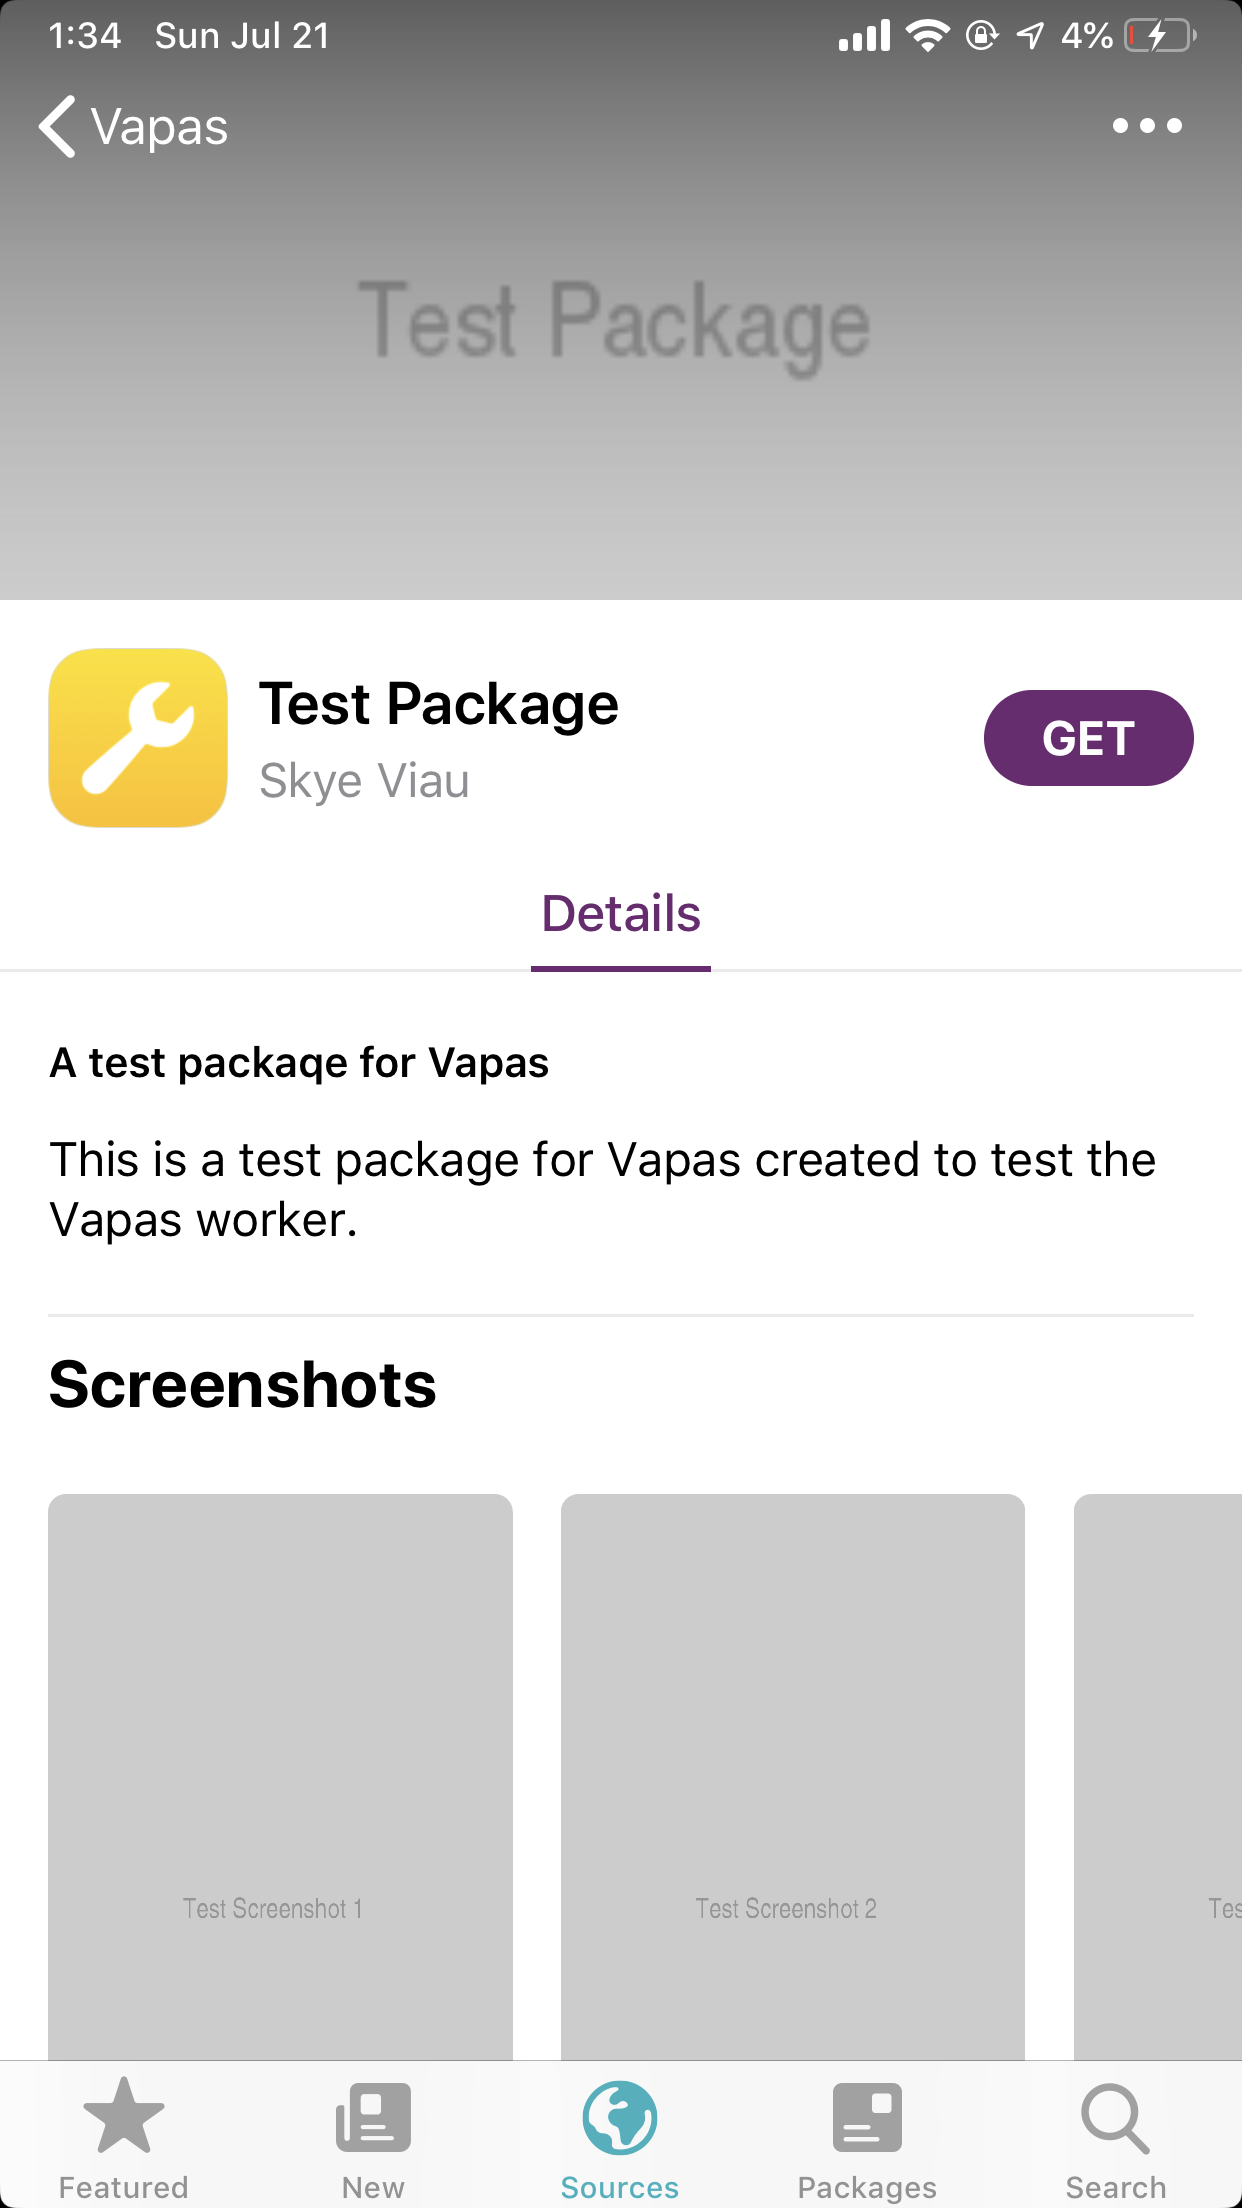 1:34 Sun Jul 21 4%
Vapas
Test Package
Test Package
GET
Skye Viau
Details
A test packaqe for Vapas
This is a test package for Vapas created to test the
Vapas worker.
Screenshots
Test Screenshot 1 Test Screenshot 2 Tes
Featured New Sources Packages Search